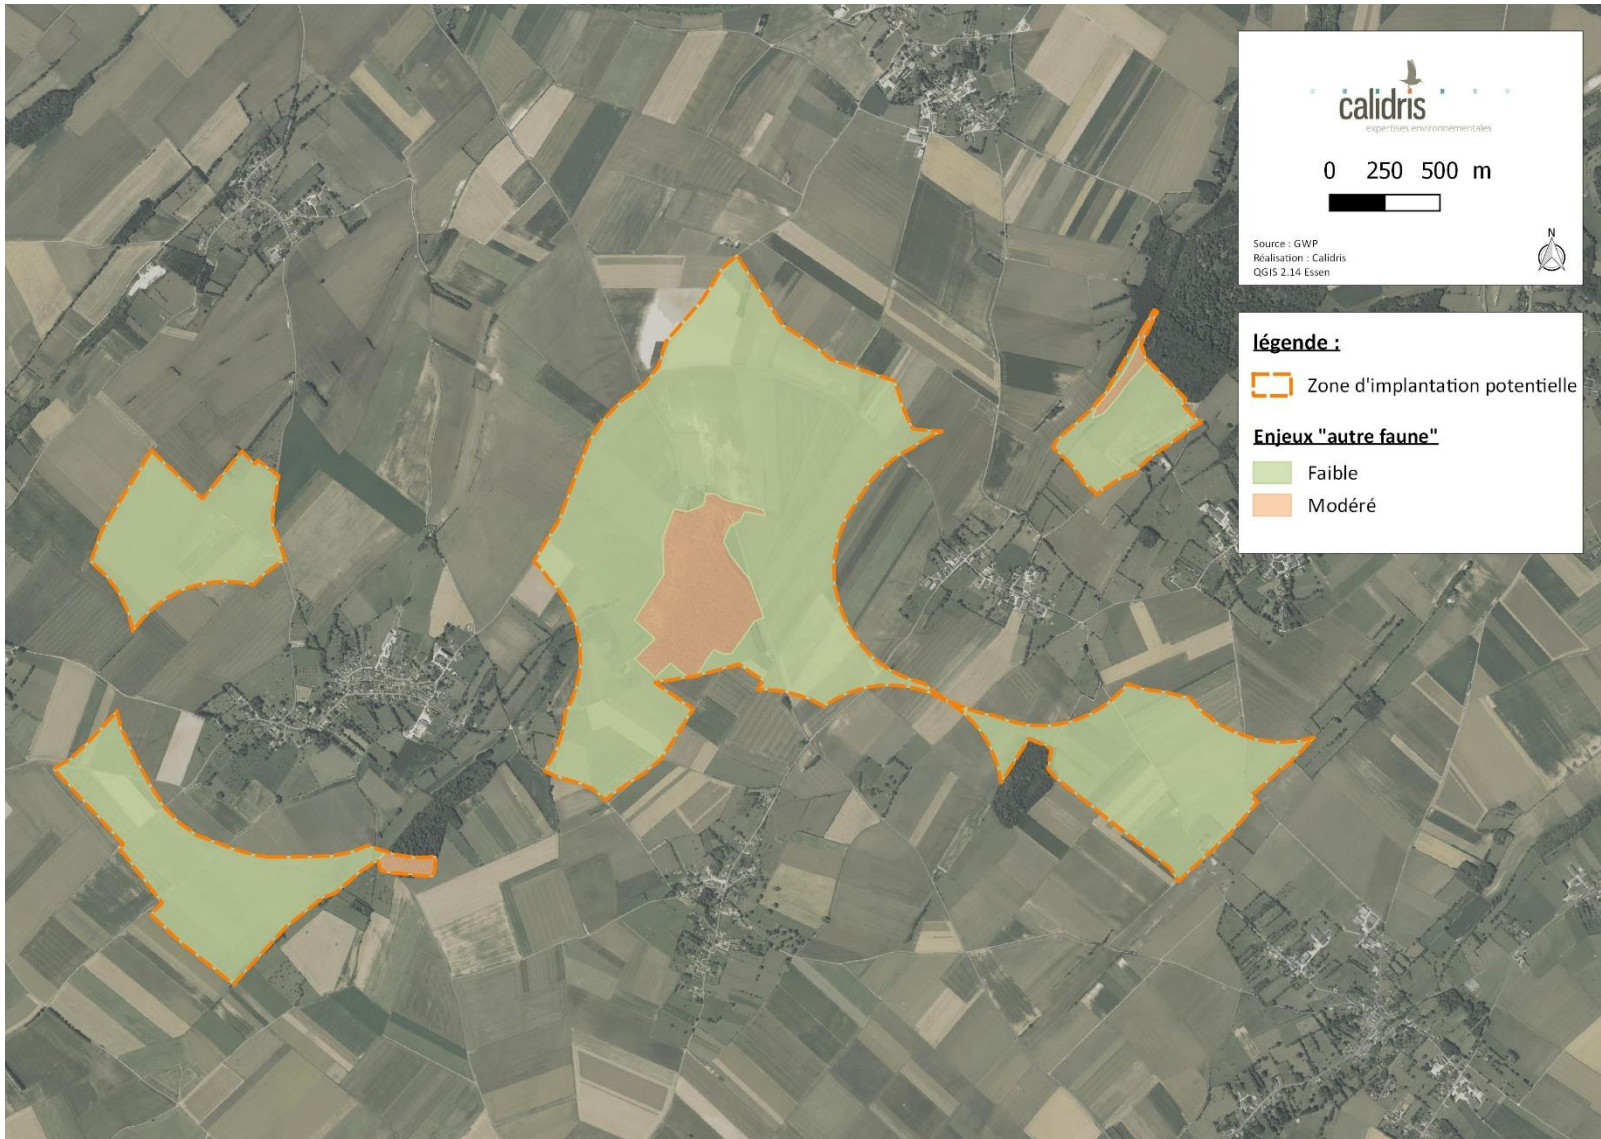 calidris
expertises environnementales
0 250 500 m
Source : GWP
Réalisation : Calidris
QGIS 2.14 Essen
N
légende :
Zone d'implantation potentielle
Enjeux "autre faune"
Faible
Modéré